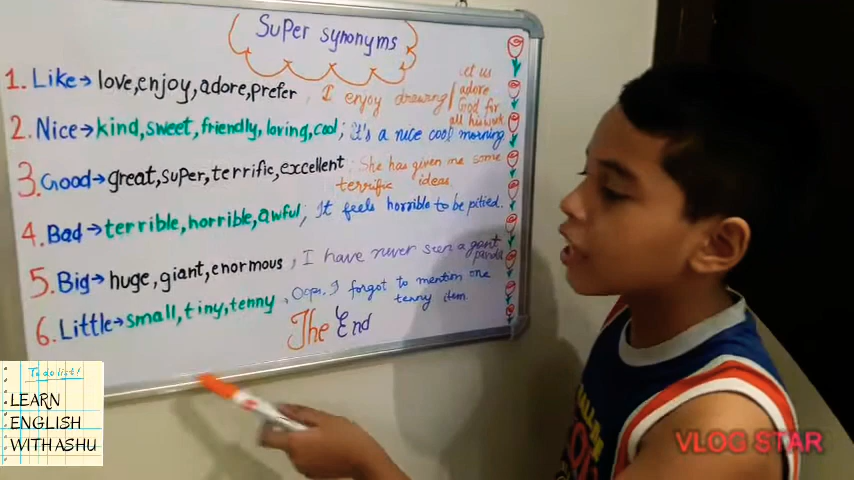 Super synonyms
1. Like→ love,enjoy,adore,prefer, I enjoy drawing/ Let us
adore
God for
all his work
2. Nice→kind,sweet,friendly,loving,cool; it's a nice cool morning
3. Good→great,super,terrific,excellent; She has given me some
terrific ideas.
4. Bad→terrible,horrible,awful; It feels horrible to be pitied.
5. Big→ huge,giant,enormous, I have never seen a giant
panda
6. Little→small,tiny,tenny, Oops, I forgot to mention one
tenny item
The End
To do list!
LEARN
ENGLISH
WITH ASHU
VLOG STAR